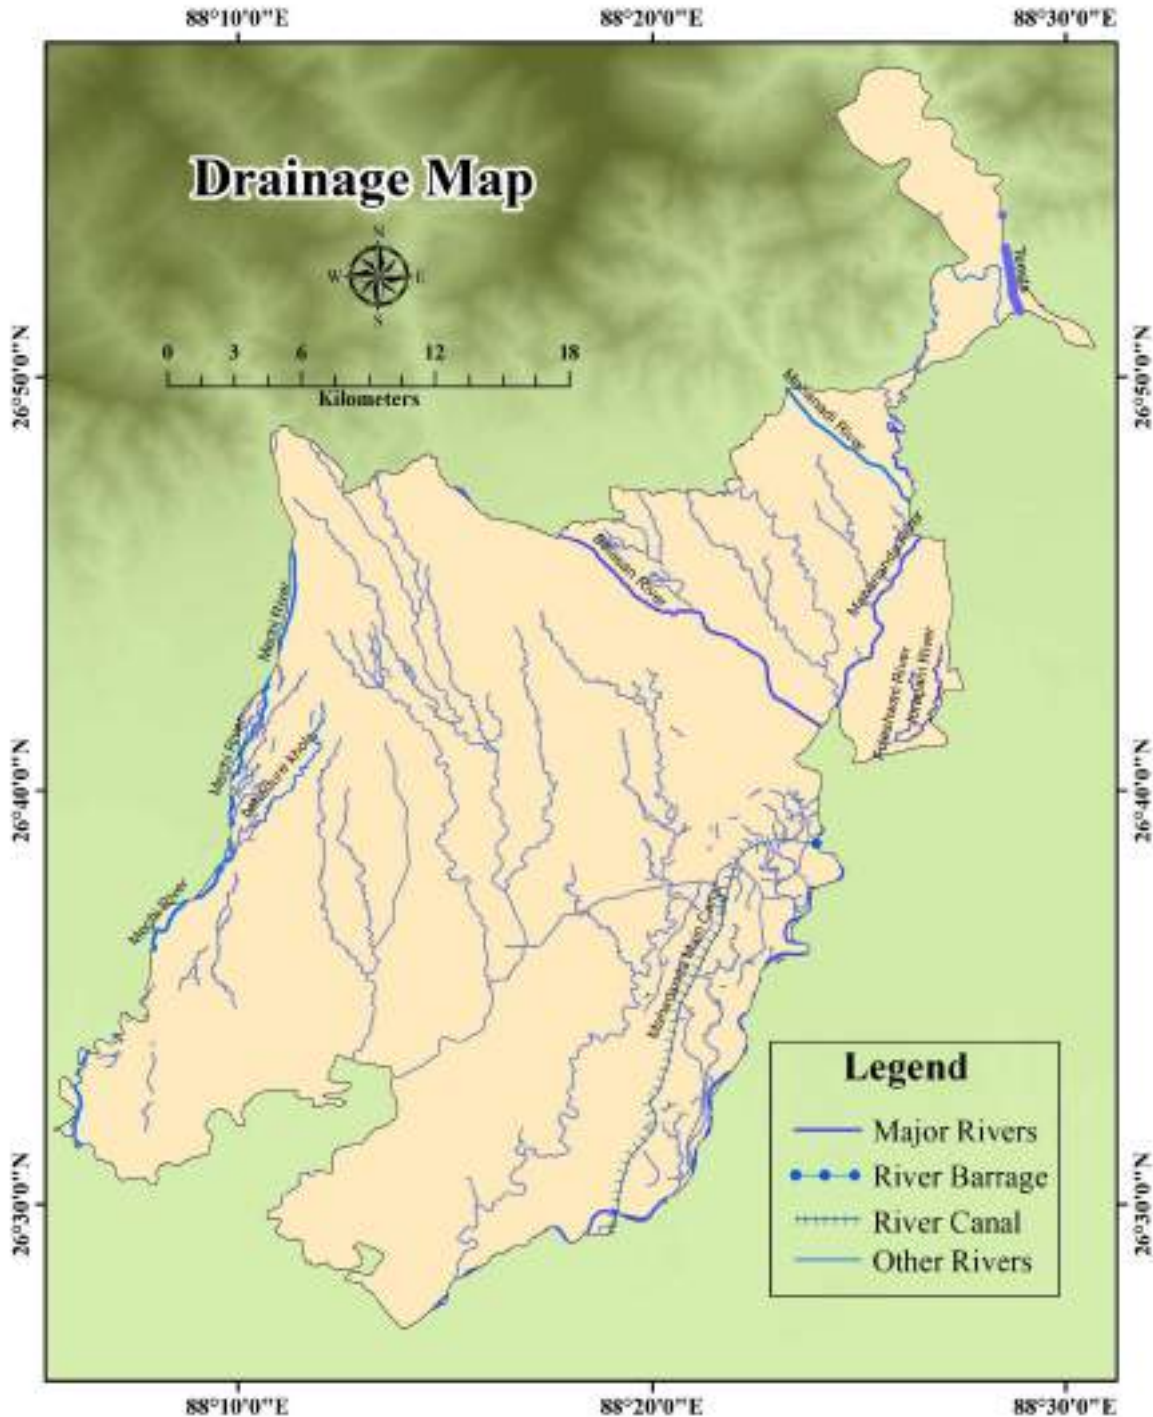 88°10'0"E 88°20'0"E 88°30'0"E
Drainage Map
N
W E
S
0 3 6 12 18
Kilometers
26°50'0"N 26°50'0"N
Mahanadi River
Mahananda River
Mechi River
Mechi River
Mechi River
26°40'0"N 26°40'0"N
Mahananda Main Canal
Legend
Major Rivers
River Barrage
River Canal
Other Rivers
26°30'0"N 26°30'0"N
88°10'0"E 88°20'0"E 88°30'0"E